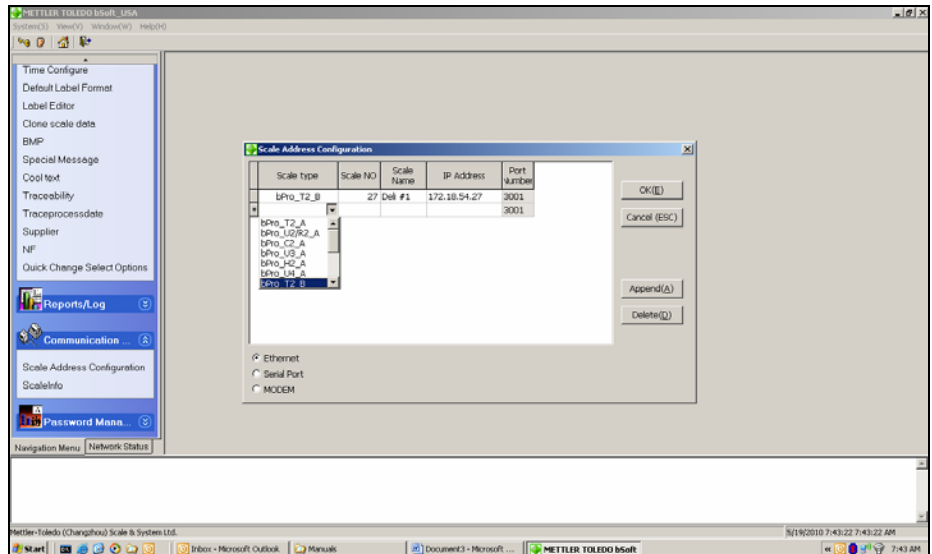 METTLER TOLEDO bSoft_USA
System(S) View(V) Window(W) Help(H)
Time Configure
Default Label Format
Label Editor
Clone scale data
BMP
Special Message
Cool text
Traceability
Traceprocessdate
Supplier
NF
Quick Change Select Options
Reports/Log
Communication ...
Scale Address Configuration
ScaleInfo
Password Mana...
Navigation Menu Network Status
Scale Address Configuration
Scale type Scale NO Scale Name IP Address Port Number
bPro_T2_B 27 Deli #1 172.18.54.27 3001
3001
bPro_T2_A
bPro_U2/R2_A
bPro_C2_A
bPro_U3_A
bPro_H2_A
bPro_U4_A
bPro_T2_B
OK(E)
Cancel (ESC)
Append(A)
Delete(D)
Ethernet
Serial Port
MODEM
Mettler-Toledo (Changzhou) Scale & System Ltd. 5/19/2010 7:43:22 7:43:22 AM
Start Inbox - Microsoft Outlook Manuals Document3 - Microsoft ... METTLER TOLEDO bSoft 7:43 AM